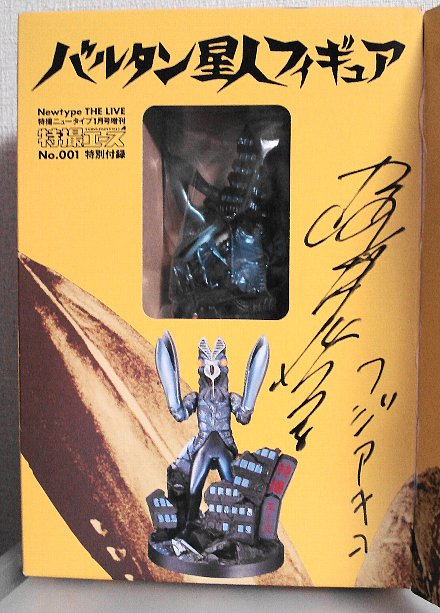 バルタン星人フィギュア
Newtype THE LIVE
特撮ニュータイプ1月号増刊
特撮エース
No.001 特別付録
フジアキコ